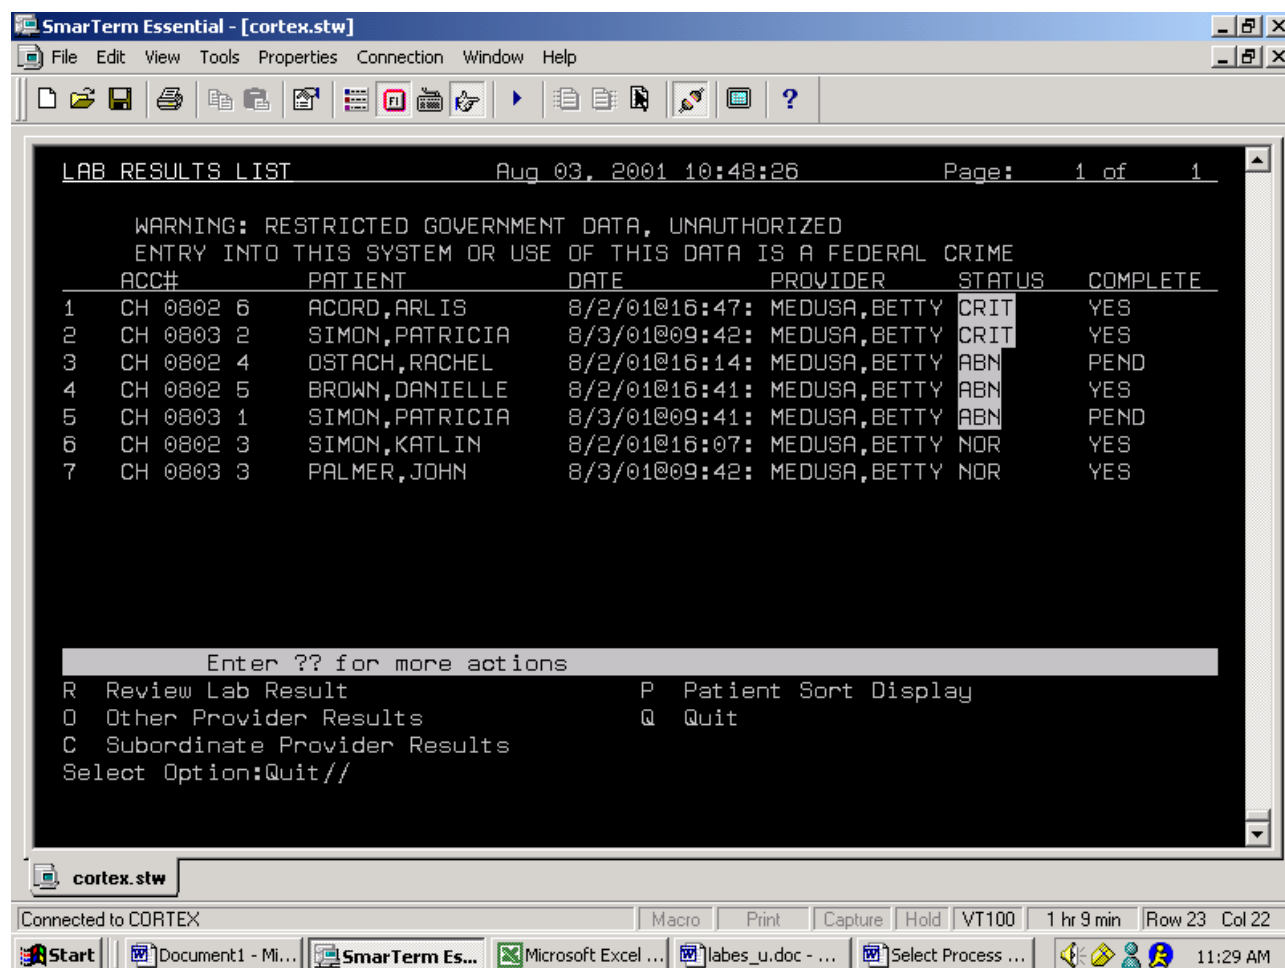 SmarTerm Essential - [cortex.stw]
File Edit View Tools Properties Connection Window Help
LAB RESULTS LIST Aug 03, 2001 10:48:26 Page: 1 of 1
WARNING: RESTRICTED GOVERNMENT DATA, UNAUTHORIZED
ENTRY INTO THIS SYSTEM OR USE OF THIS DATA IS A FEDERAL CRIME
ACC# PATIENT DATE PROVIDER STATUS COMPLETE
1 CH 0802 6 ACORD,ARLIS 8/2/01@16:47: MEDUSA,BETTY CRIT YES
2 CH 0803 2 SIMON,PATRICIA 8/3/01@09:42: MEDUSA,BETTY CRIT YES
3 CH 0802 4 OSTACH,RACHEL 8/2/01@16:14: MEDUSA,BETTY ABN PEND
4 CH 0802 5 BROWN,DANIELLE 8/2/01@16:41: MEDUSA,BETTY ABN YES
5 CH 0803 1 SIMON,PATRICIA 8/3/01@09:41: MEDUSA,BETTY ABN PEND
6 CH 0802 3 SIMON,KATLIN 8/2/01@16:07: MEDUSA,BETTY NOR YES
7 CH 0803 3 PALMER,JOHN 8/3/01@09:42: MEDUSA,BETTY NOR YES
Enter ?? for more actions
R Review Lab Result P Patient Sort Display
O Other Provider Results Q Quit
C Subordinate Provider Results
Select Option:Quit//
cortex.stw
Connected to CORTEX Macro Print Capture Hold VT100 1 hr 9 min Row 23 Col 22
Start Document1 - Mi... SmarTerm Es... Microsoft Excel ... labes_u.doc - ... Select Process ... 11:29 AM